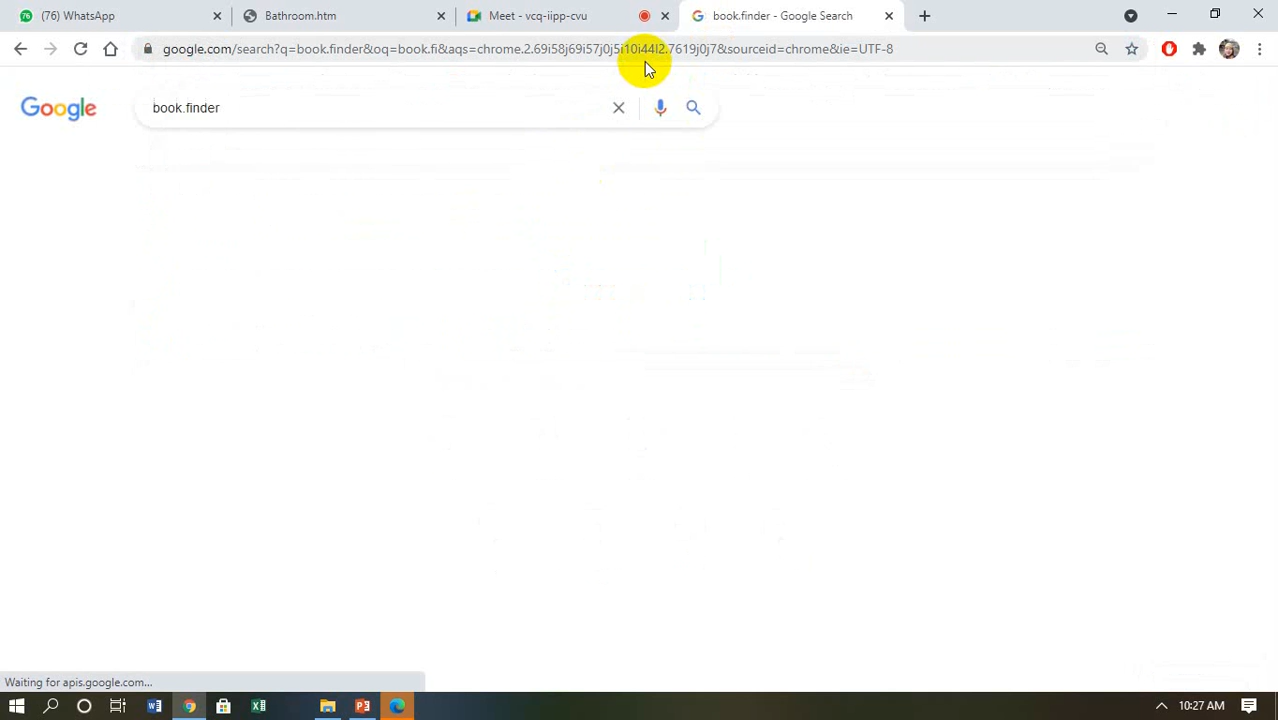 (76) WhatsApp
Bathroom.htm
Meet - vcq-iipp-cvu
book.finder - Google Search
google.com/search?q=book.finder&oq=book.fi&aqs=chrome.2.69i58j69i57j0j5i10i44l2.7619j0j7&sourceid=chrome&ie=UTF-8
Google
book.finder
Waiting for apis.google.com...
10:27 AM